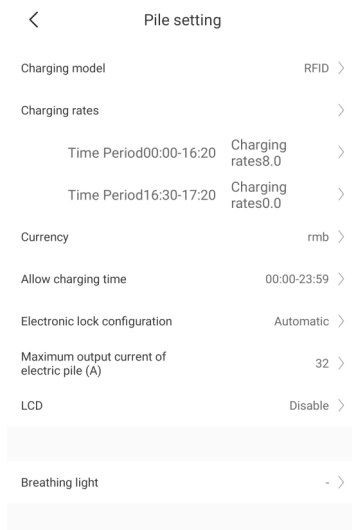 Pile setting
Charging model RFID
Charging rates
Time Period00:00-16:20 Charging
rates8.0
Time Period16:30-17:20 Charging
rates0.0
Currency rmb
Allow charging time 00:00-23:59
Electronic lock configuration Automatic
Maximum output current of
electric pile (A) 32
LCD Disable
Breathing light -